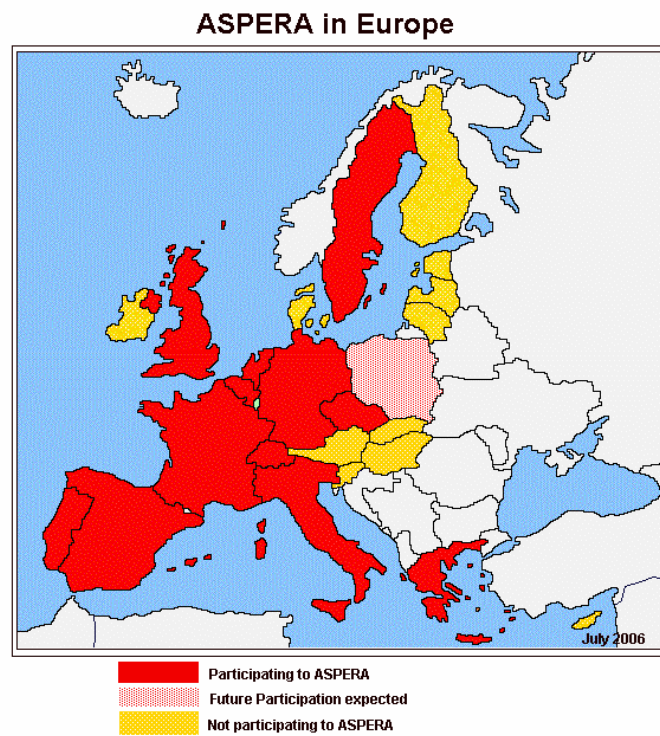 ASPERA in Europe
July 2006
Participating to ASPERA
Future Participation expected
Not participating to ASPERA